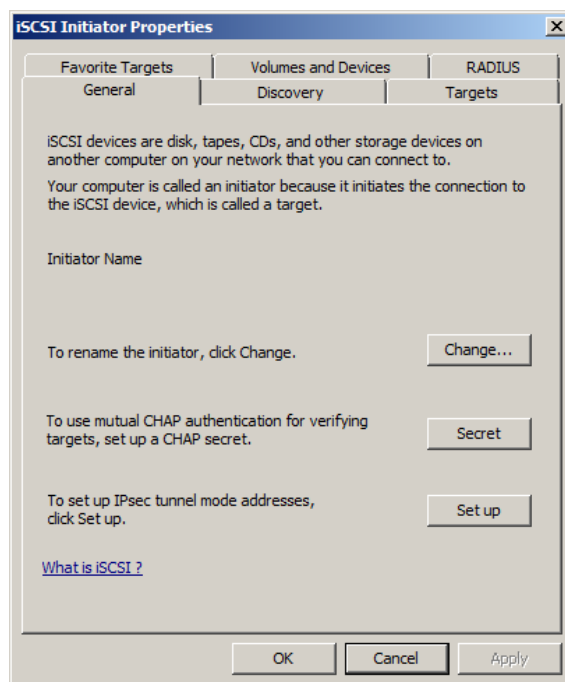 iSCSI Initiator Properties
Favorite Targets
Volumes and Devices
RADIUS
General
Discovery
Targets
iSCSI devices are disk, tapes, CDs, and other storage devices on
another computer on your network that you can connect to.
Your computer is called an initiator because it initiates the connection to
the iSCSI device, which is called a target.
Initiator Name
To rename the initiator, click Change.
Change...
To use mutual CHAP authentication for verifying
targets, set up a CHAP secret.
Secret
To set up IPsec tunnel mode addresses,
click Set up.
Set up
What is iSCSI ?
OK
Cancel
Apply